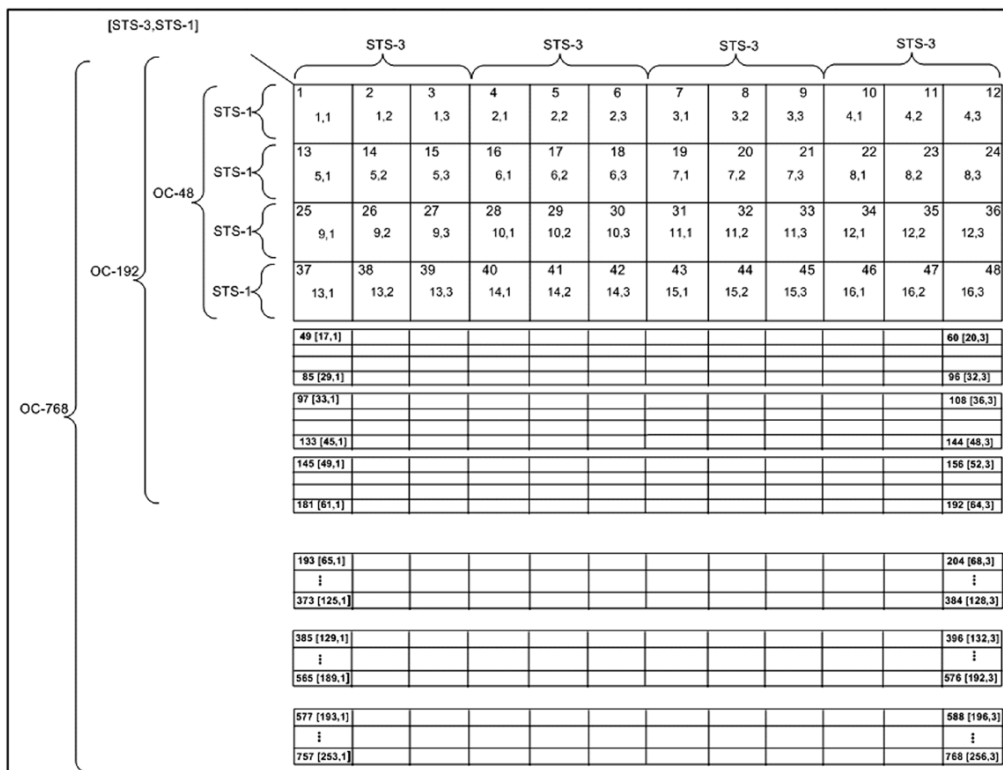 [STS-3,STS-1]
STS-3 STS-3 STS-3 STS-3
1 2 3 4 5 6 7 8 9 10 11 12
STS-1 1,1 1,2 1,3 2,1 2,2 2,3 3,1 3,2 3,3 4,1 4,2 4,3
13 14 15 16 17 18 19 20 21 22 23 24
STS-1 5,1 5,2 5,3 6,1 6,2 6,3 7,1 7,2 7,3 8,1 8,2 8,3
OC-48
25 26 27 28 29 30 31 32 33 34 35 36
STS-1 9,1 9,2 9,3 10,1 10,2 10,3 11,1 11,2 11,3 12,1 12,2 12,3
OC-192
37 38 39 40 41 42 43 44 45 46 47 48
STS-1 13,1 13,2 13,3 14,1 14,2 14,3 15,1 15,2 15,3 16,1 16,2 16,3
49 [17,1] 60 [20,3]
85 [29,1] 96 [32,3]
97 [33,1] 108 [36,3]
OC-768
133 [45,1] 144 [48,3]
145 [49,1] 156 [52,3]
181 [61,1] 192 [64,3]
193 [65,1] 204 [68,3]
⋮ ⋮
373 [125,1] 384 [128,3]
385 [129,1] 396 [132,3]
⋮ ⋮
565 [189,1] 576 [192,3]
577 [193,1] 588 [196,3]
⋮ ⋮
757 [253,1] 768 [256,3]